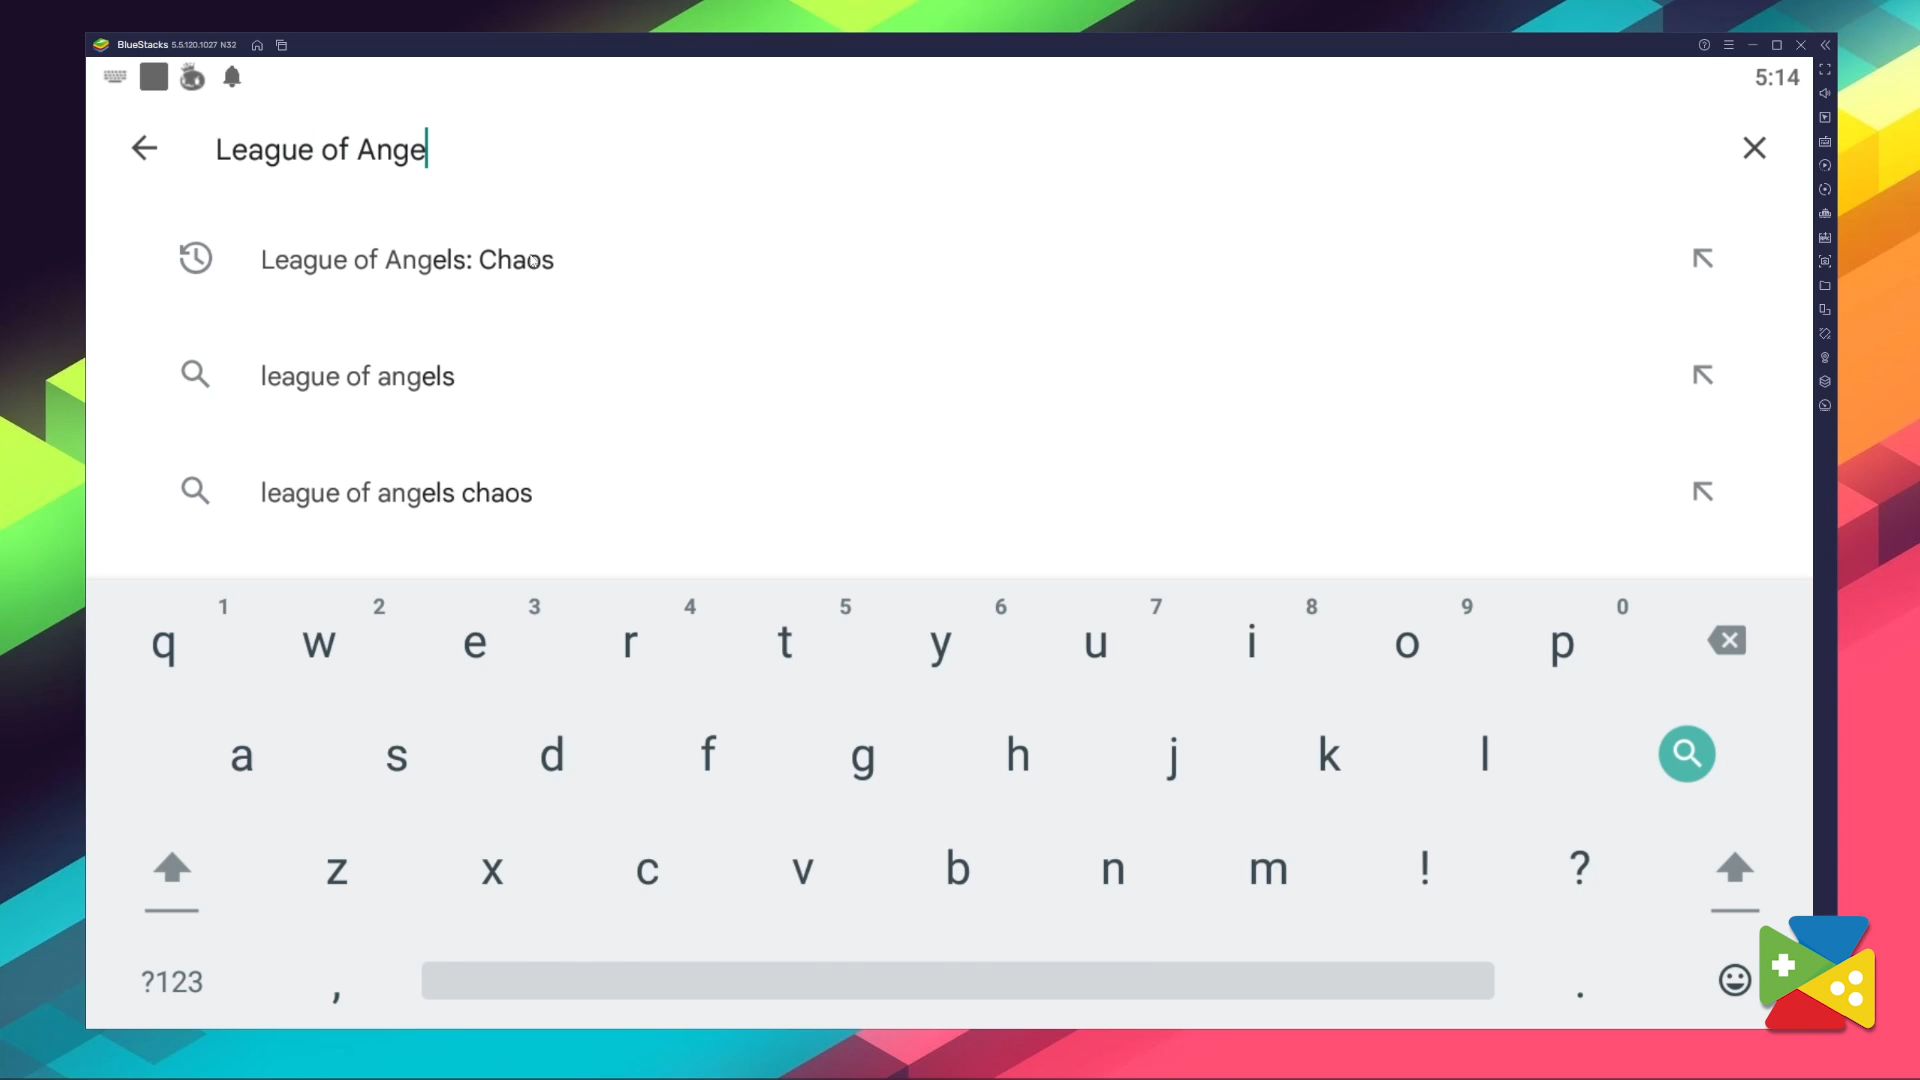 BlueStacks 5.5.120.1027 N32
5:14
League of Ange
League of Angels: Chaos
league of angels
league of angels chaos
1 2 3 4 5 6 7 8 9 0
q w e r t y u i o p
a s d f g h j k l
z x c v b n m ! ?
?123 , .